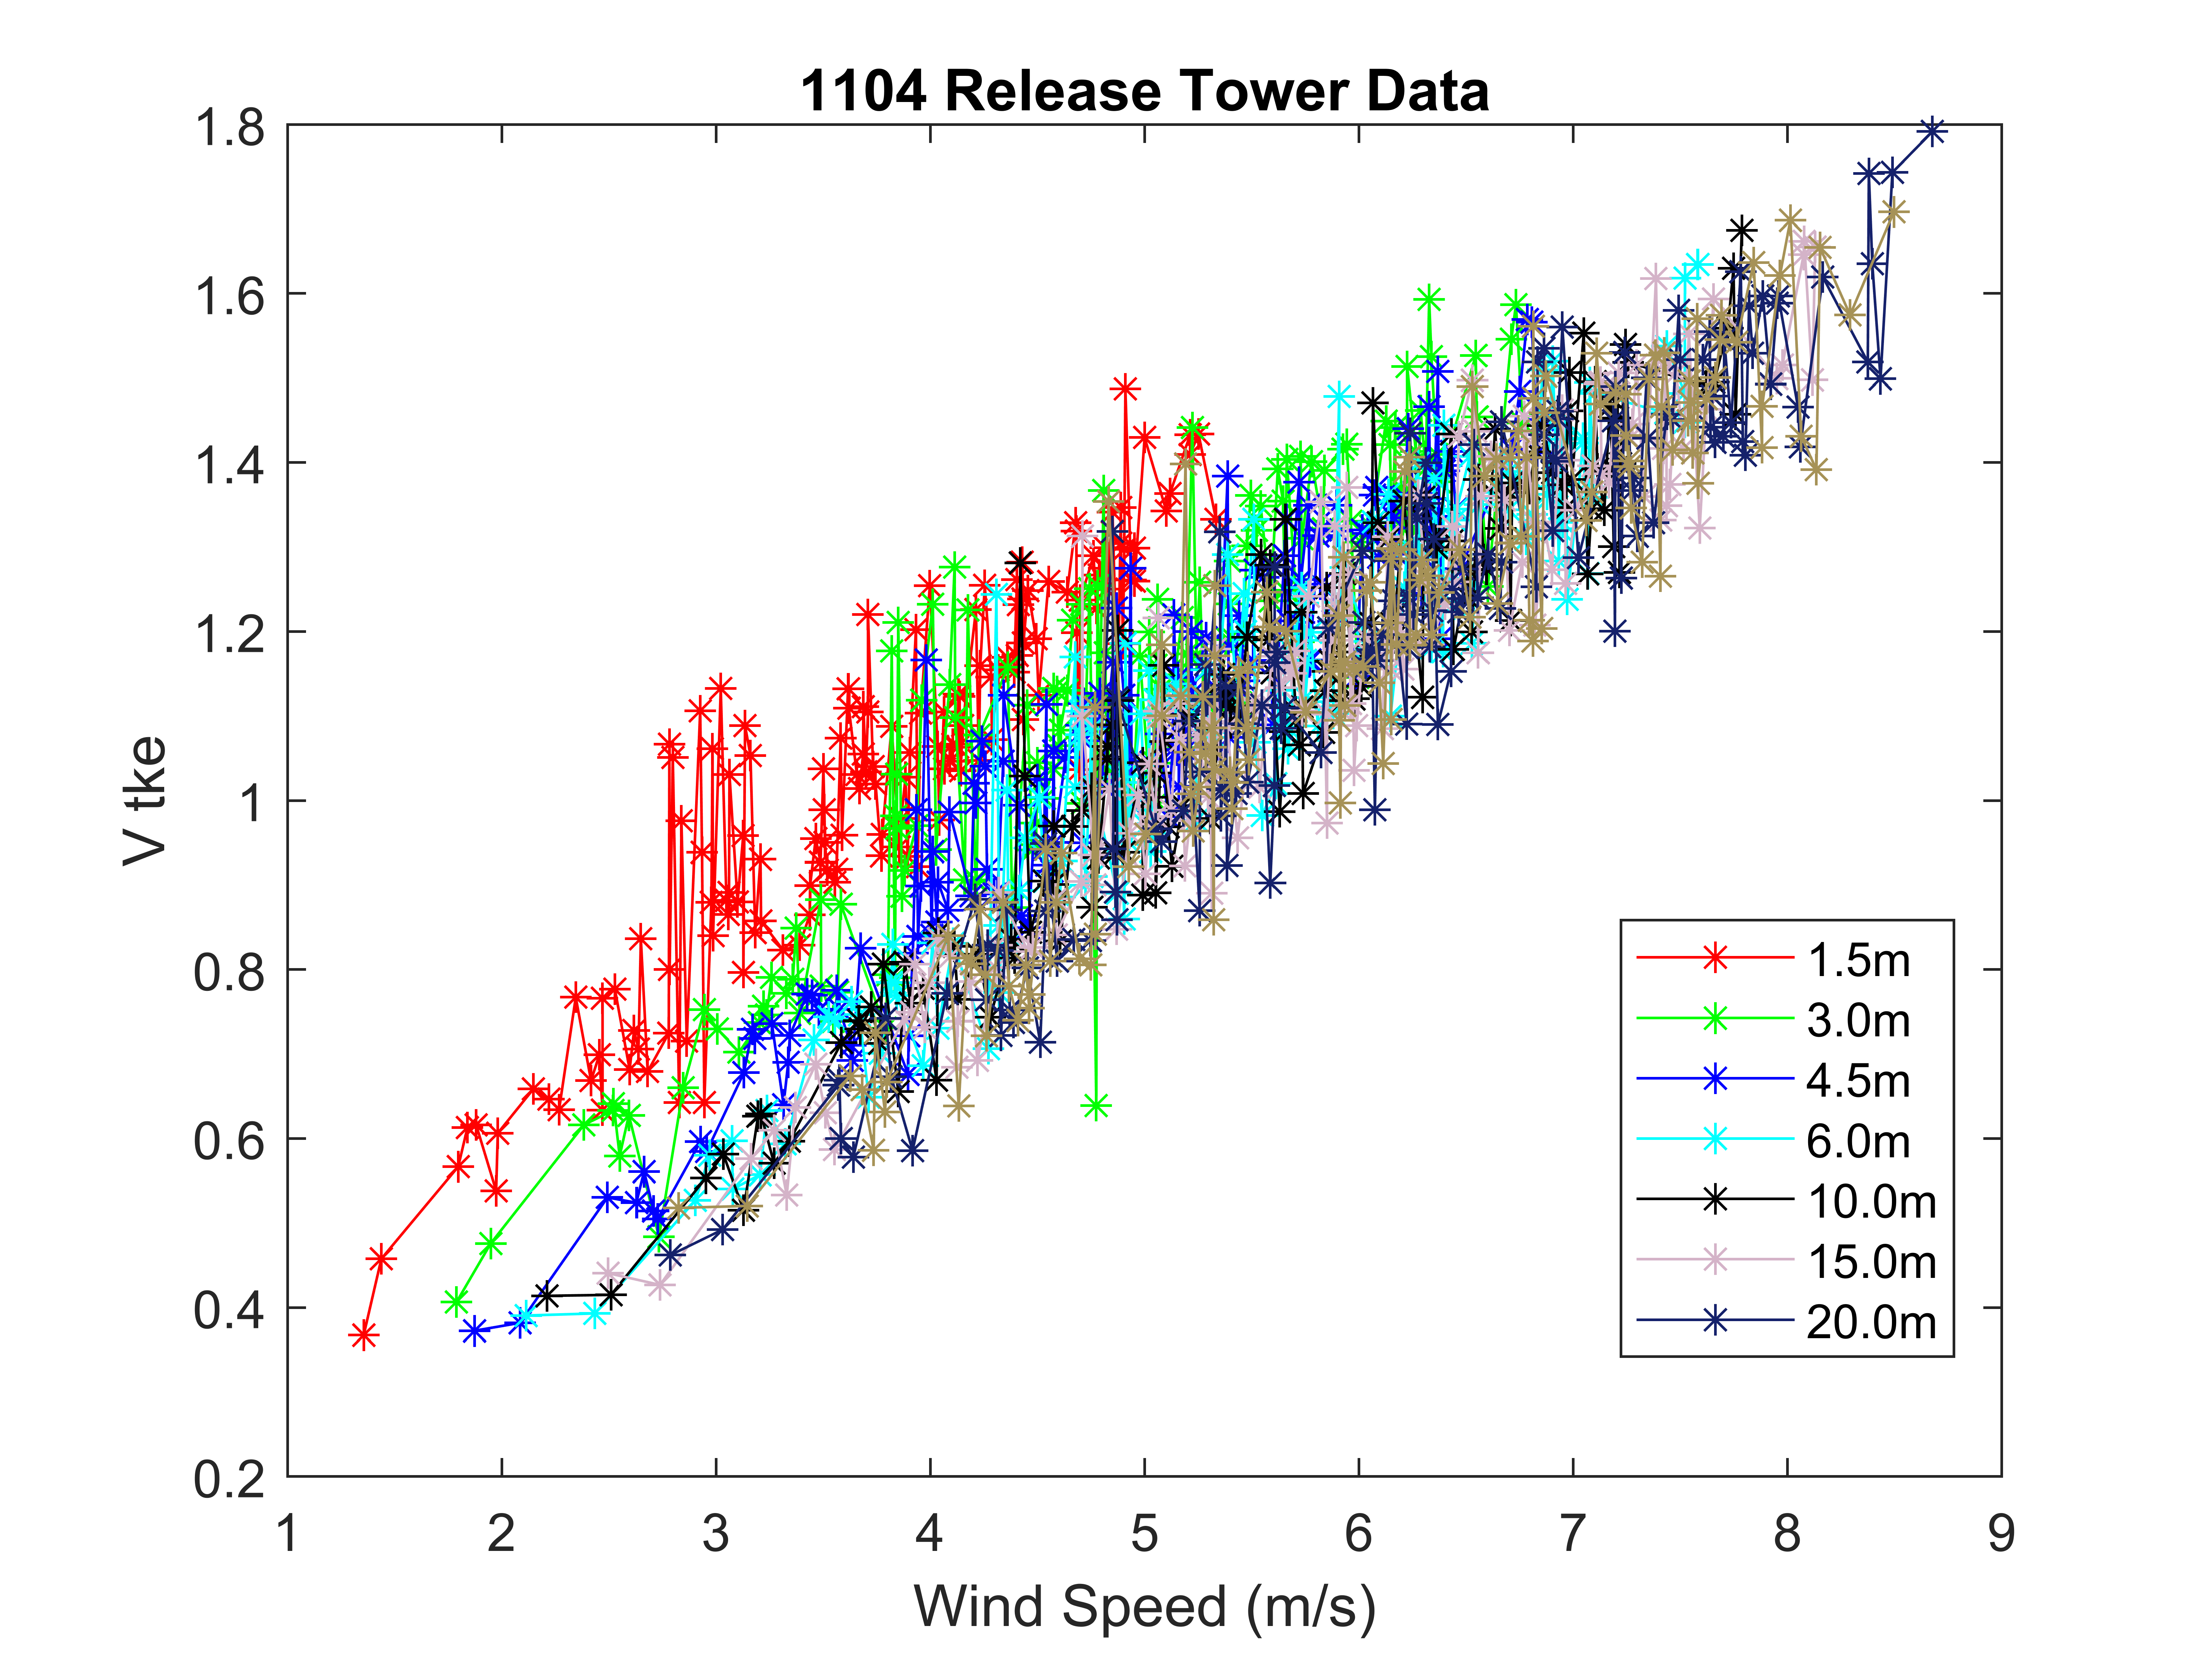 1104 Release Tower Data
1.8
1.6
1.4
1.2
1
0.8
0.6
0.4
0.2
V tke
1 2 3 4 5 6 7 8 9
Wind Speed (m/s)
1.5m
3.0m
4.5m
6.0m
10.0m
15.0m
20.0m